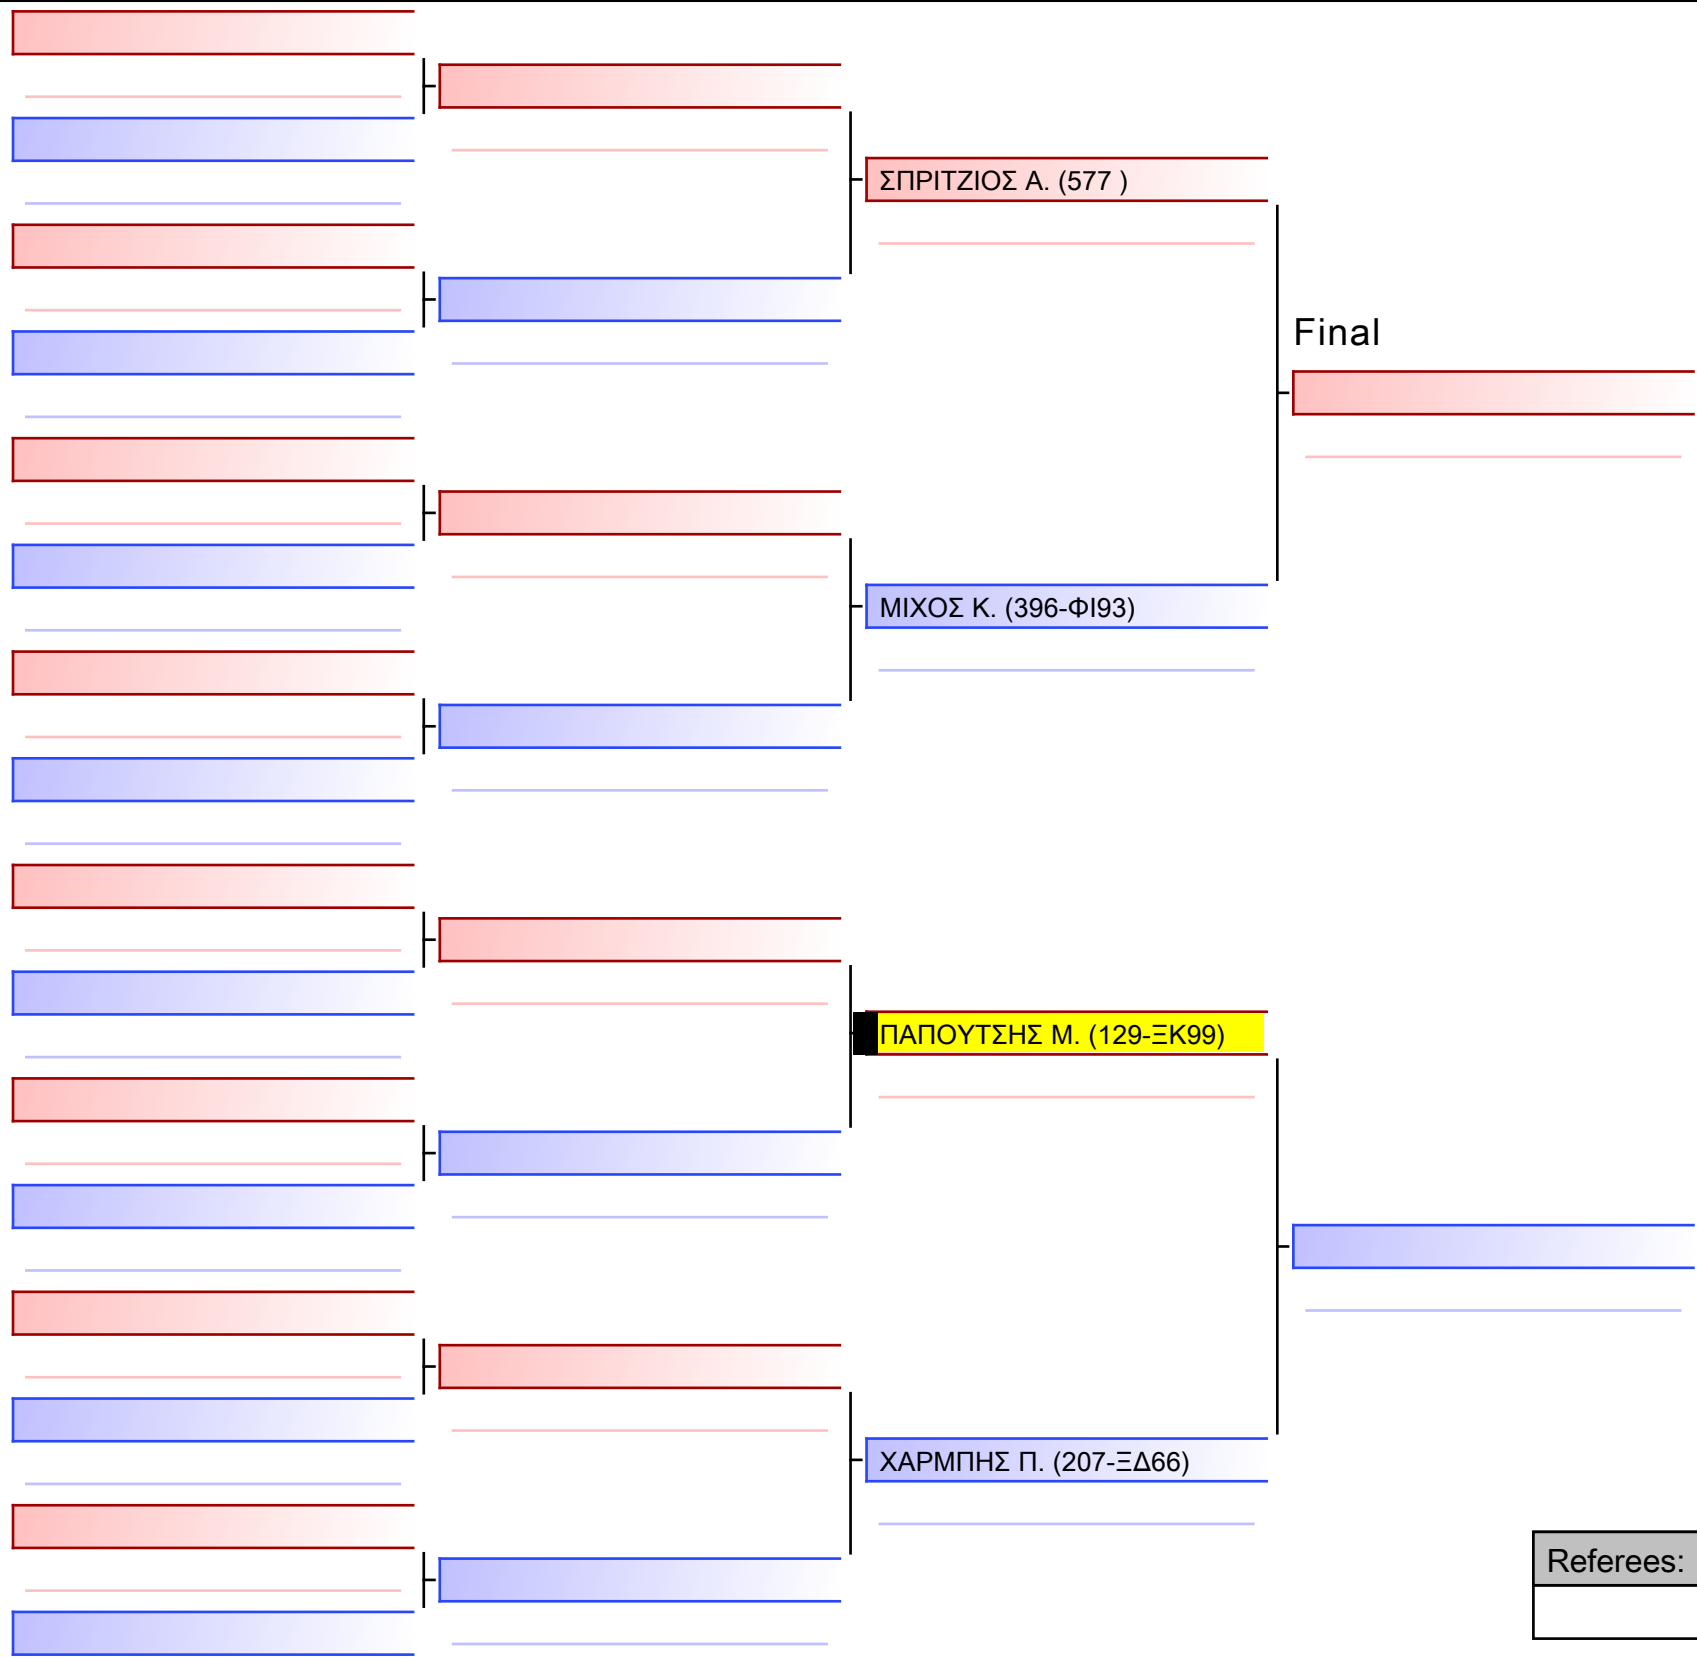 ΣΠΡΙΤΖΙΟΣ Α. (577 )
Final
ΜΙΧΟΣ Κ. (396-ΦΙ93)
ΠΑΠΟΥΤΣΗΣ Μ. (129-ΞΚ99)
ΧΑΡΜΠΗΣ Π. (207-ΞΔ66)
Referees: